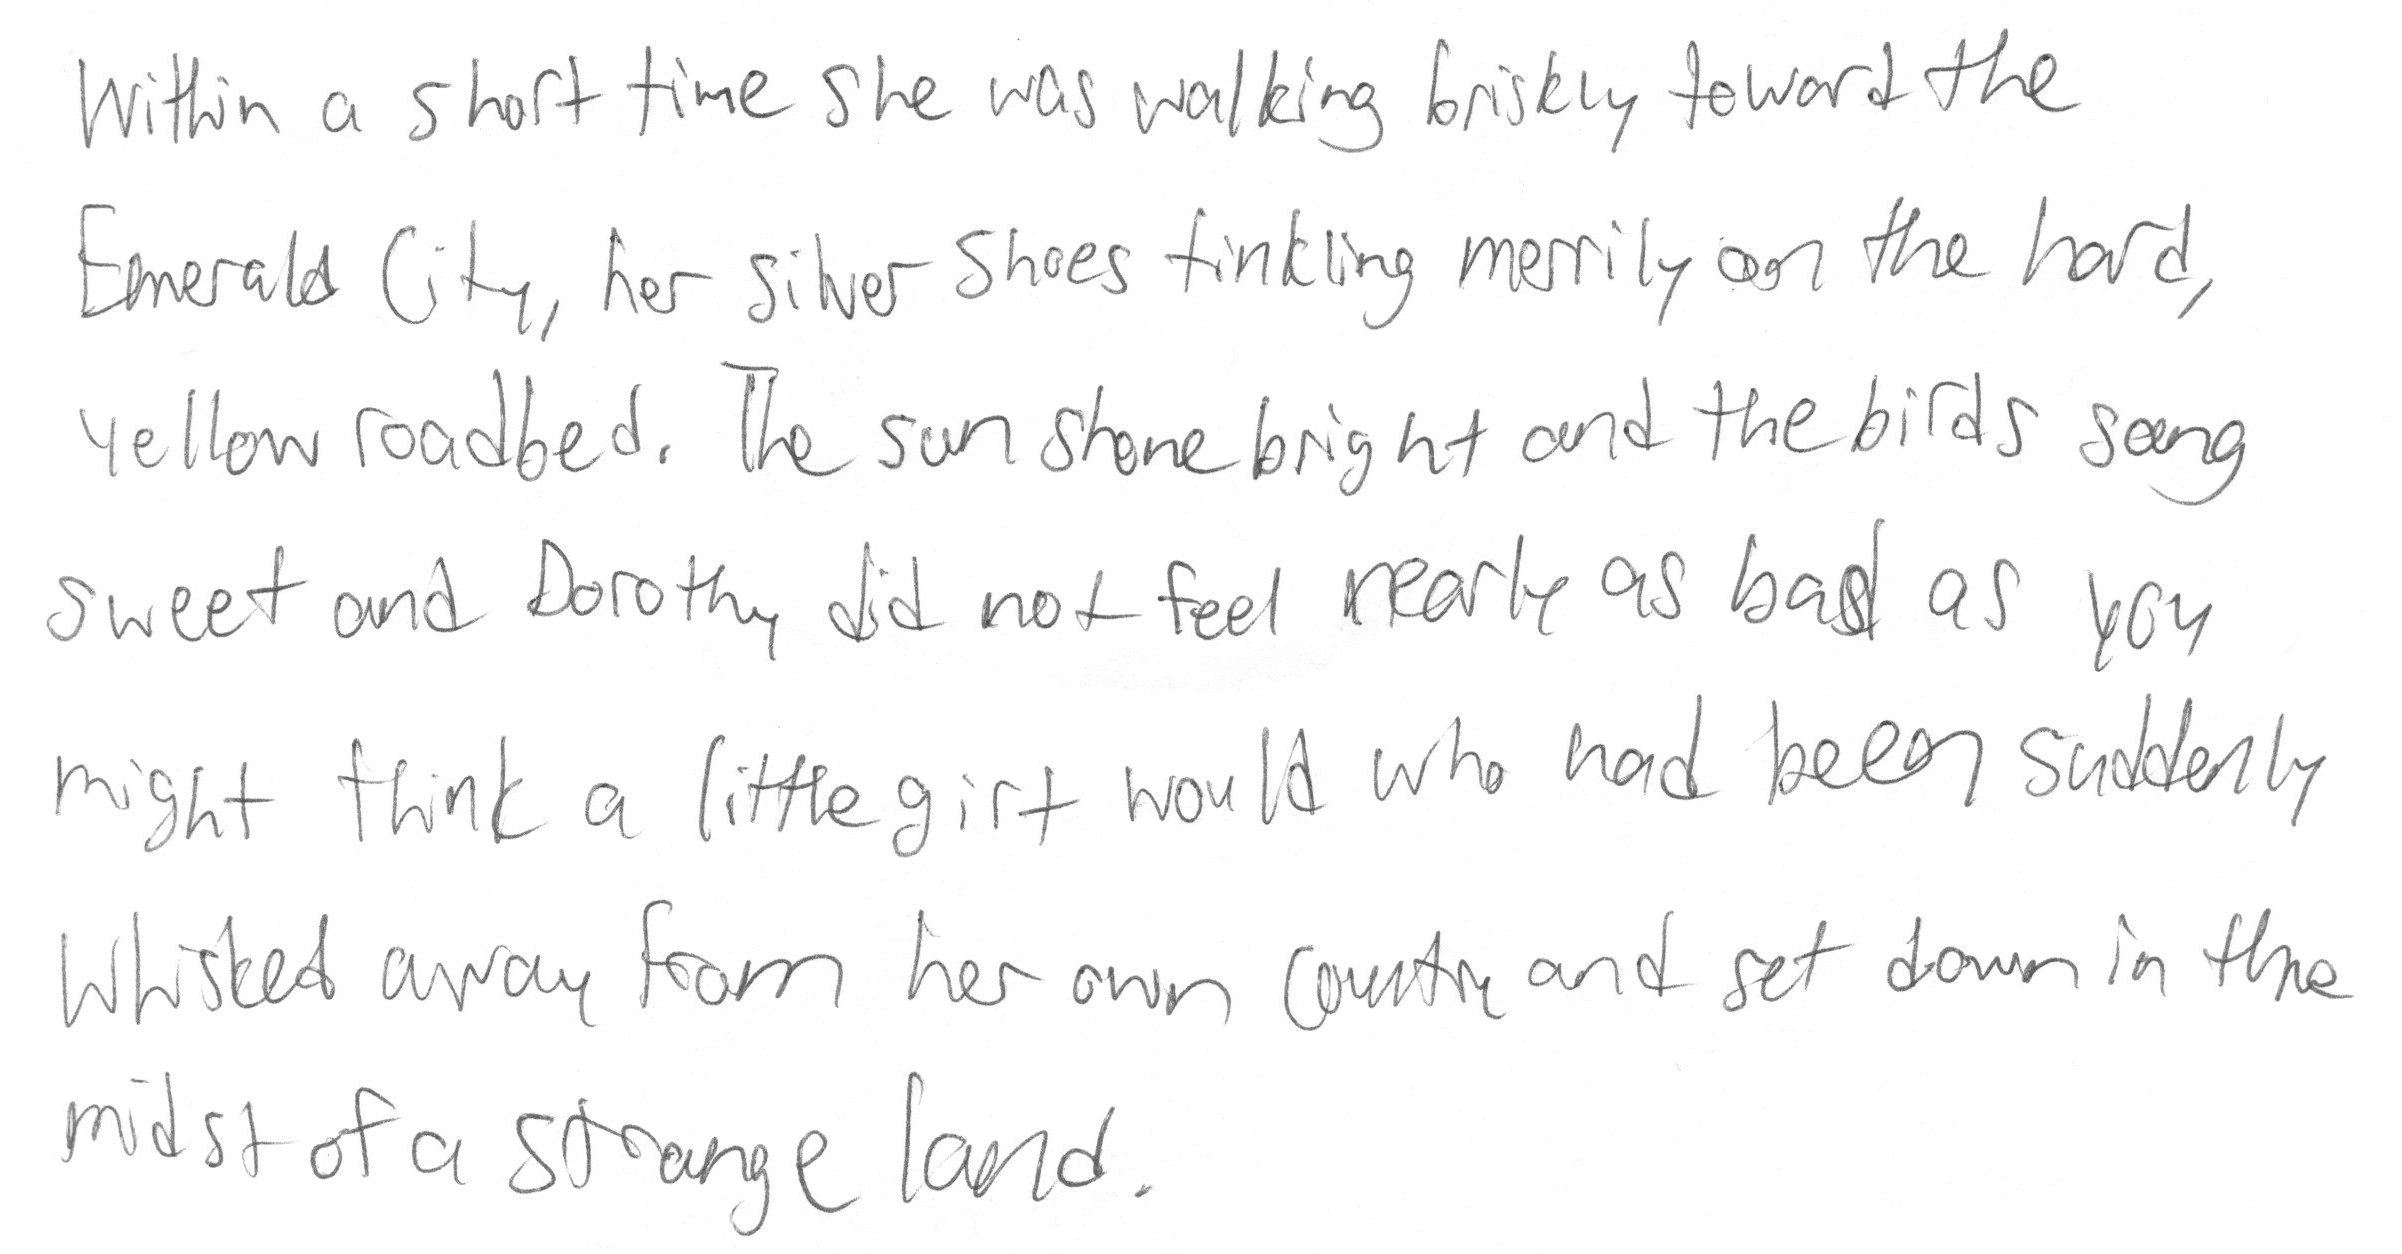 Within a short time she was walking briskly toward the
Emerald City, her silver shoes tinkling merrily on the hard,
yellow roadbed. The sun shone bright and the birds sang
sweet and Dorothy did not feel nearly as bad as you
might think a little girl would who had been suddenly
whisked away from her own country and set down in the
midst of a strange land.